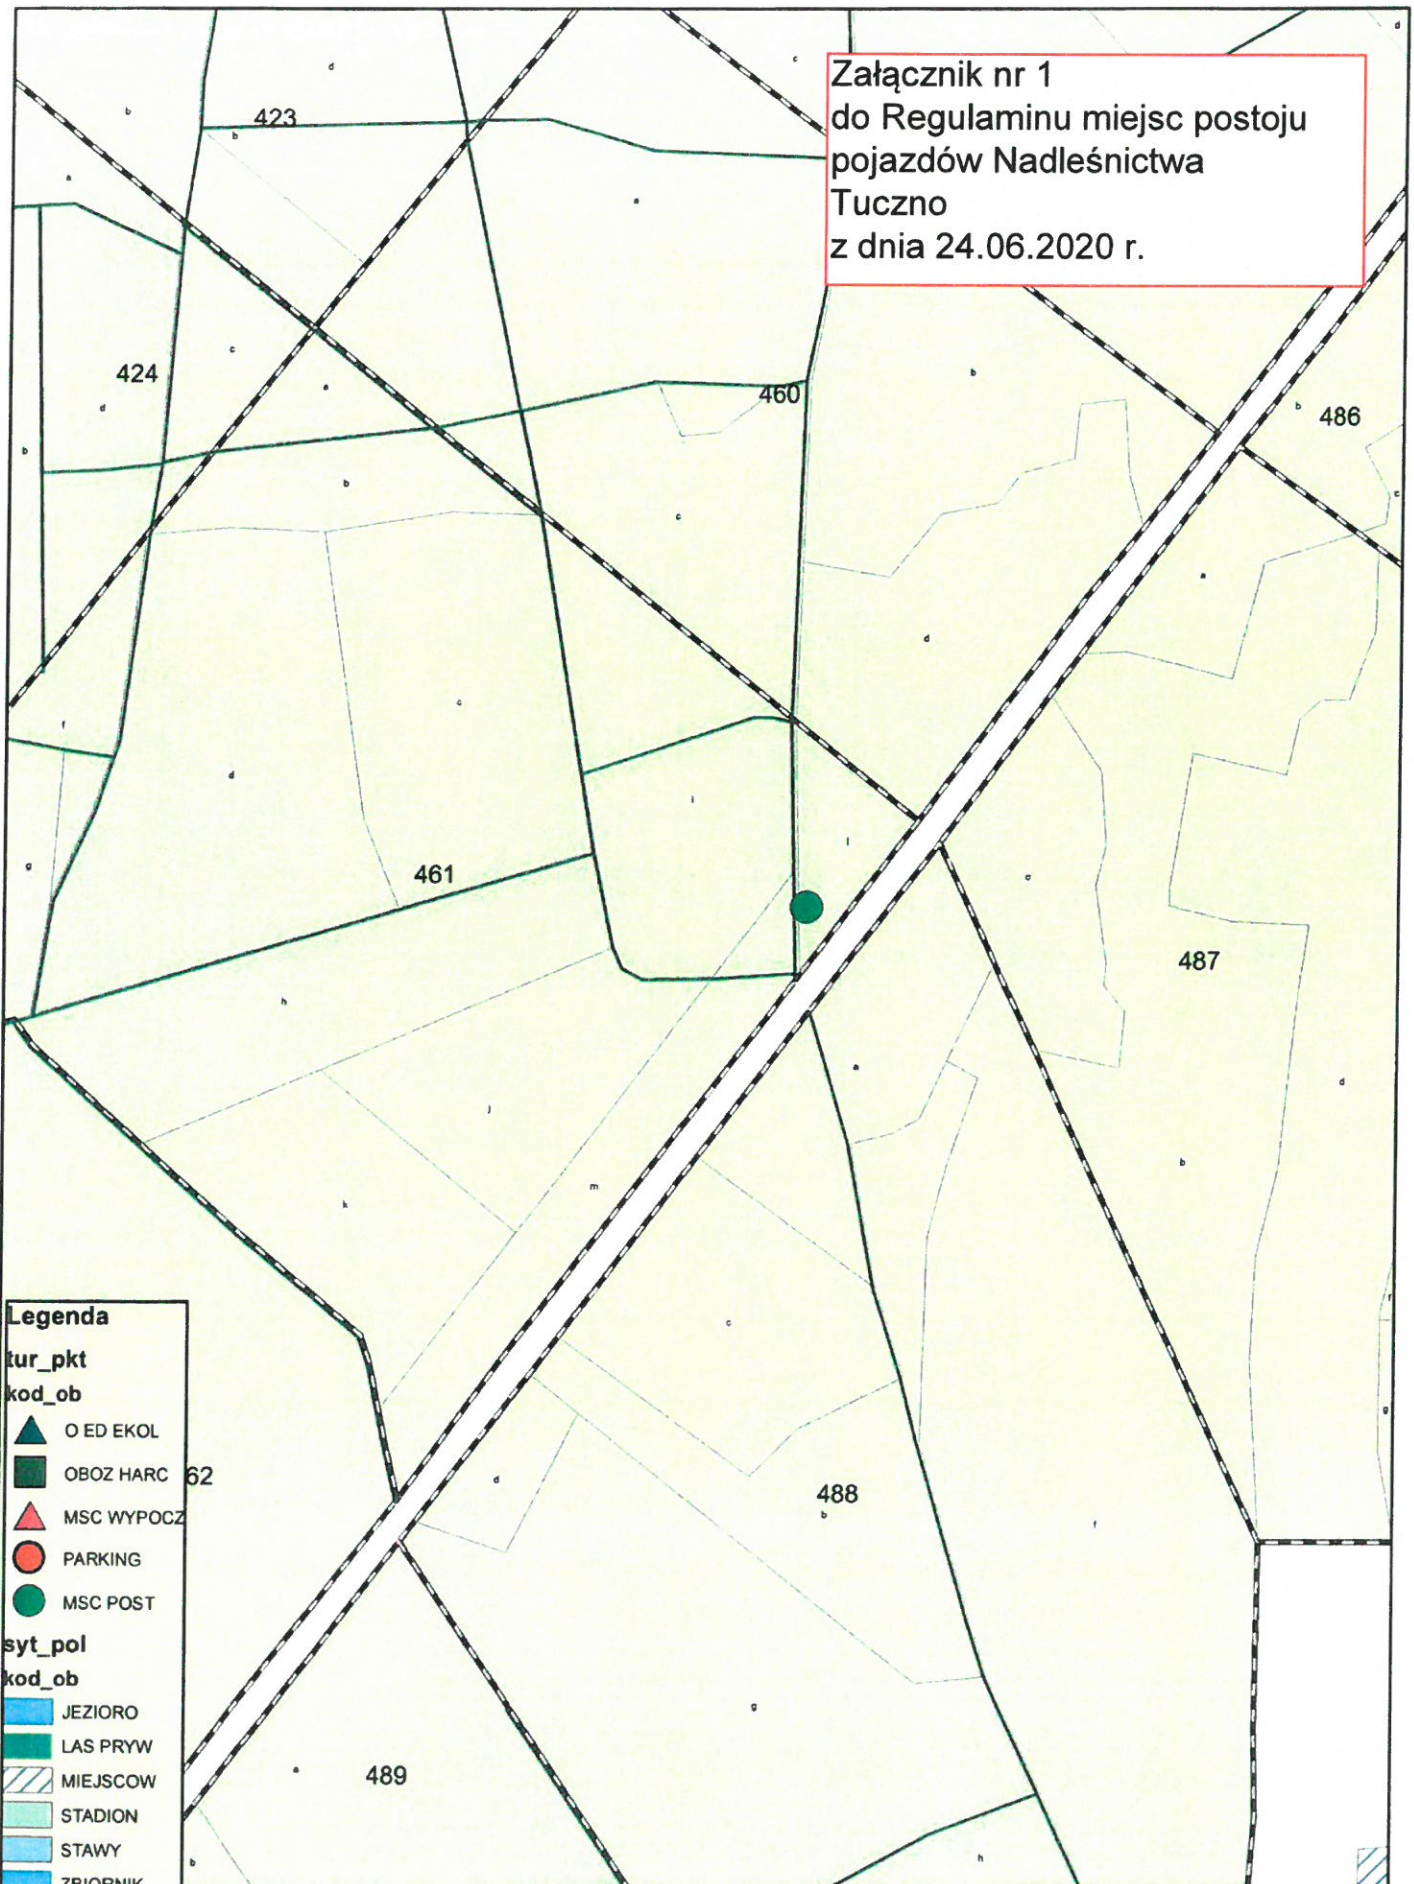 Załącznik nr 1
do Regulaminu miejsc postoju
pojazdów Nadleśnictwa
Tuczno
z dnia 24.06.2020 r.
d
c
d
b
423
b
a
a
424
c
d
e
460
b
b
486
b
b
c
c
a
d
c
f
d
l
i
g
461
c
487
h
a
d
j
b
k
m
c
f
g
d
488
b
f
g
a
489
b
h
Legenda
tur_pkt
kod_ob
O ED EKOL
OBOZ HARC
62
MSC WYPOCZ
PARKING
MSC POST
syt_pol
kod_ob
JEZIORO
LAS PRYW
MIEJSCOW
STADION
STAWY
ZBIORNIK